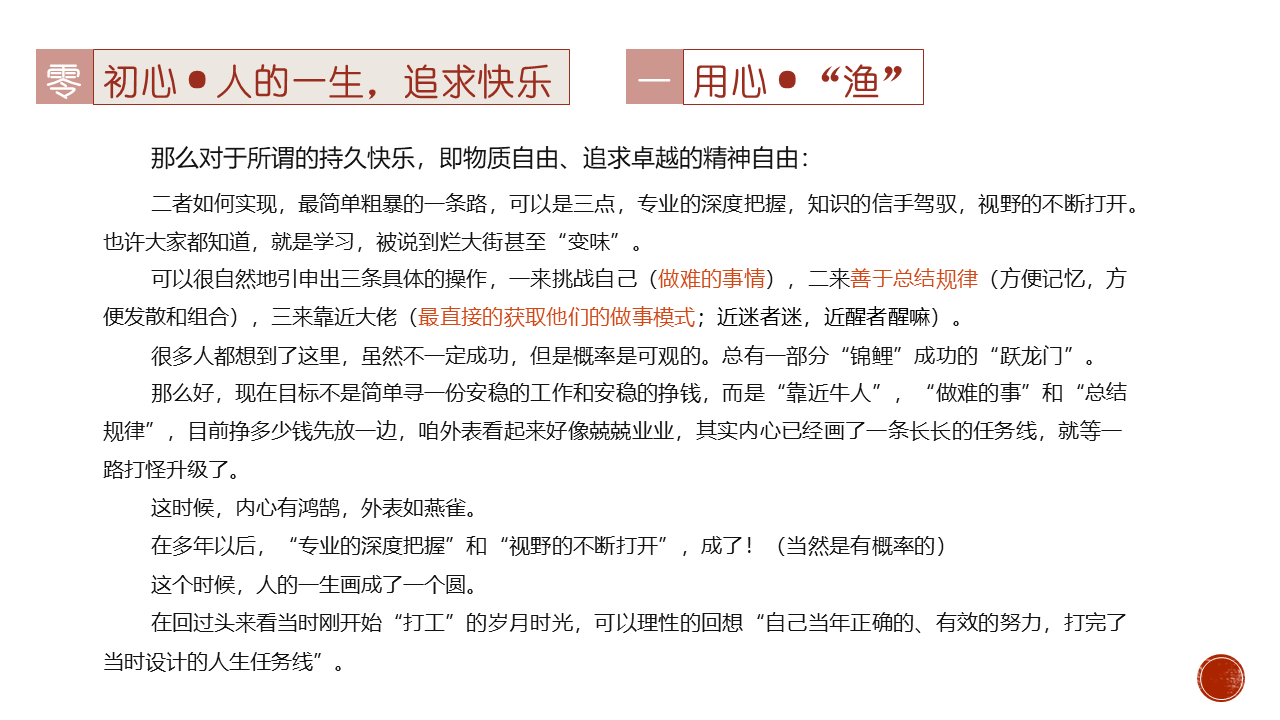 零 初心●人的一生，追求快乐
一 用心●“渔”
那么对于所谓的持久快乐，即物质自由、追求卓越的精神自由：
二者如何实现，最简单粗暴的一条路，可以是三点，专业的深度把握，知识的信手驾驭，视野的不断打开。
也许大家都知道，就是学习，被说到烂大街甚至“变味”。
可以很自然地引申出三条具体的操作，一来挑战自己（做难的事情），二来善于总结规律（方便记忆，方
便发散和组合），三来靠近大佬（最直接的获取他们的做事模式；近迷者迷，近醒者醒嘛）。
很多人都想到了这里，虽然不一定成功，但是概率是可观的。总有一部分“锦鲤”成功的“跃龙门”。
那么好，现在目标不是简单寻一份安稳的工作和安稳的挣钱，而是“靠近牛人”，“做难的事”和“总结
规律”，目前挣多少钱先放一边，咱外表看起来好像兢兢业业，其实内心已经画了一条长长的任务线，就等一
路打怪升级了。
这时候，内心有鸿鹄，外表如燕雀。
在多年以后，“专业的深度把握”和“视野的不断打开”，成了！（当然是有概率的）
这个时候，人的一生画成了一个圆。
在回过头来看当时刚开始“打工”的岁月时光，可以理性的回想“自己当年正确的、有效的努力，打完了
当时设计的人生任务线”。